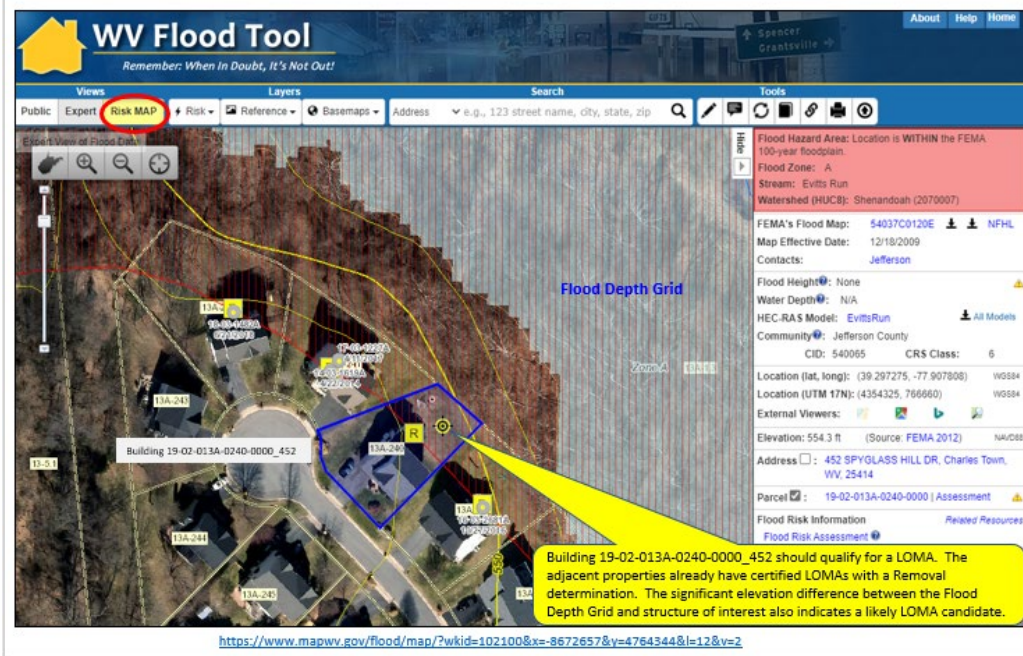 WV Flood Tool
Remember: When In Doubt, It's Not Out!
Spencer
Grantsville
About Help Home
Views Layers Search Tools
Public Expert Risk MAP Risk Reference Basemaps Address e.g., 123 street name, city, state, zip
Expert View of Flood Data
Hide
Flood Hazard Area: Location is WITHIN the FEMA
100-year floodplain.
Flood Zone: A
Stream: Evitts Run
Watershed (HUC8): Shenandoah (2070007)
FEMA's Flood Map: 54037C0120E NFHL
Map Effective Date: 12/18/2009
Contacts: Jefferson
Flood Height: None
Water Depth: N/A
HEC-RAS Model: EvittsRun All Models
Community: Jefferson County
CID: 540065 CRS Class: 6
Location (lat, long): (39.297275, -77.907808) WGS84
Location (UTM 17N): (4354325, 766660) WGS84
External Viewers:
Elevation: 554.3 ft (Source: FEMA 2012) NAVD88
Address : 452 SPYGLASS HILL DR, Charles Town,
WV, 25414
Parcel : 19-02-013A-0240-0000 | Assessment
Flood Risk Information Related Resources
Flood Risk Assessment
Flood Depth Grid
Zone A
13A-243
13A-240
R
Building 19-02-013A-0240-0000_452
13-5.1
13A-244
13A-245
Building 19-02-013A-0240-0000_452 should qualify for a LOMA. The
adjacent properties already have certified LOMAs with a Removal
determination. The significant elevation difference between the Flood
Depth Grid and structure of interest also indicates a likely LOMA candidate.
https://www.mapwv.gov/flood/map/?wkid=102100&x=-8672657&y=4764344&l=12&v=2